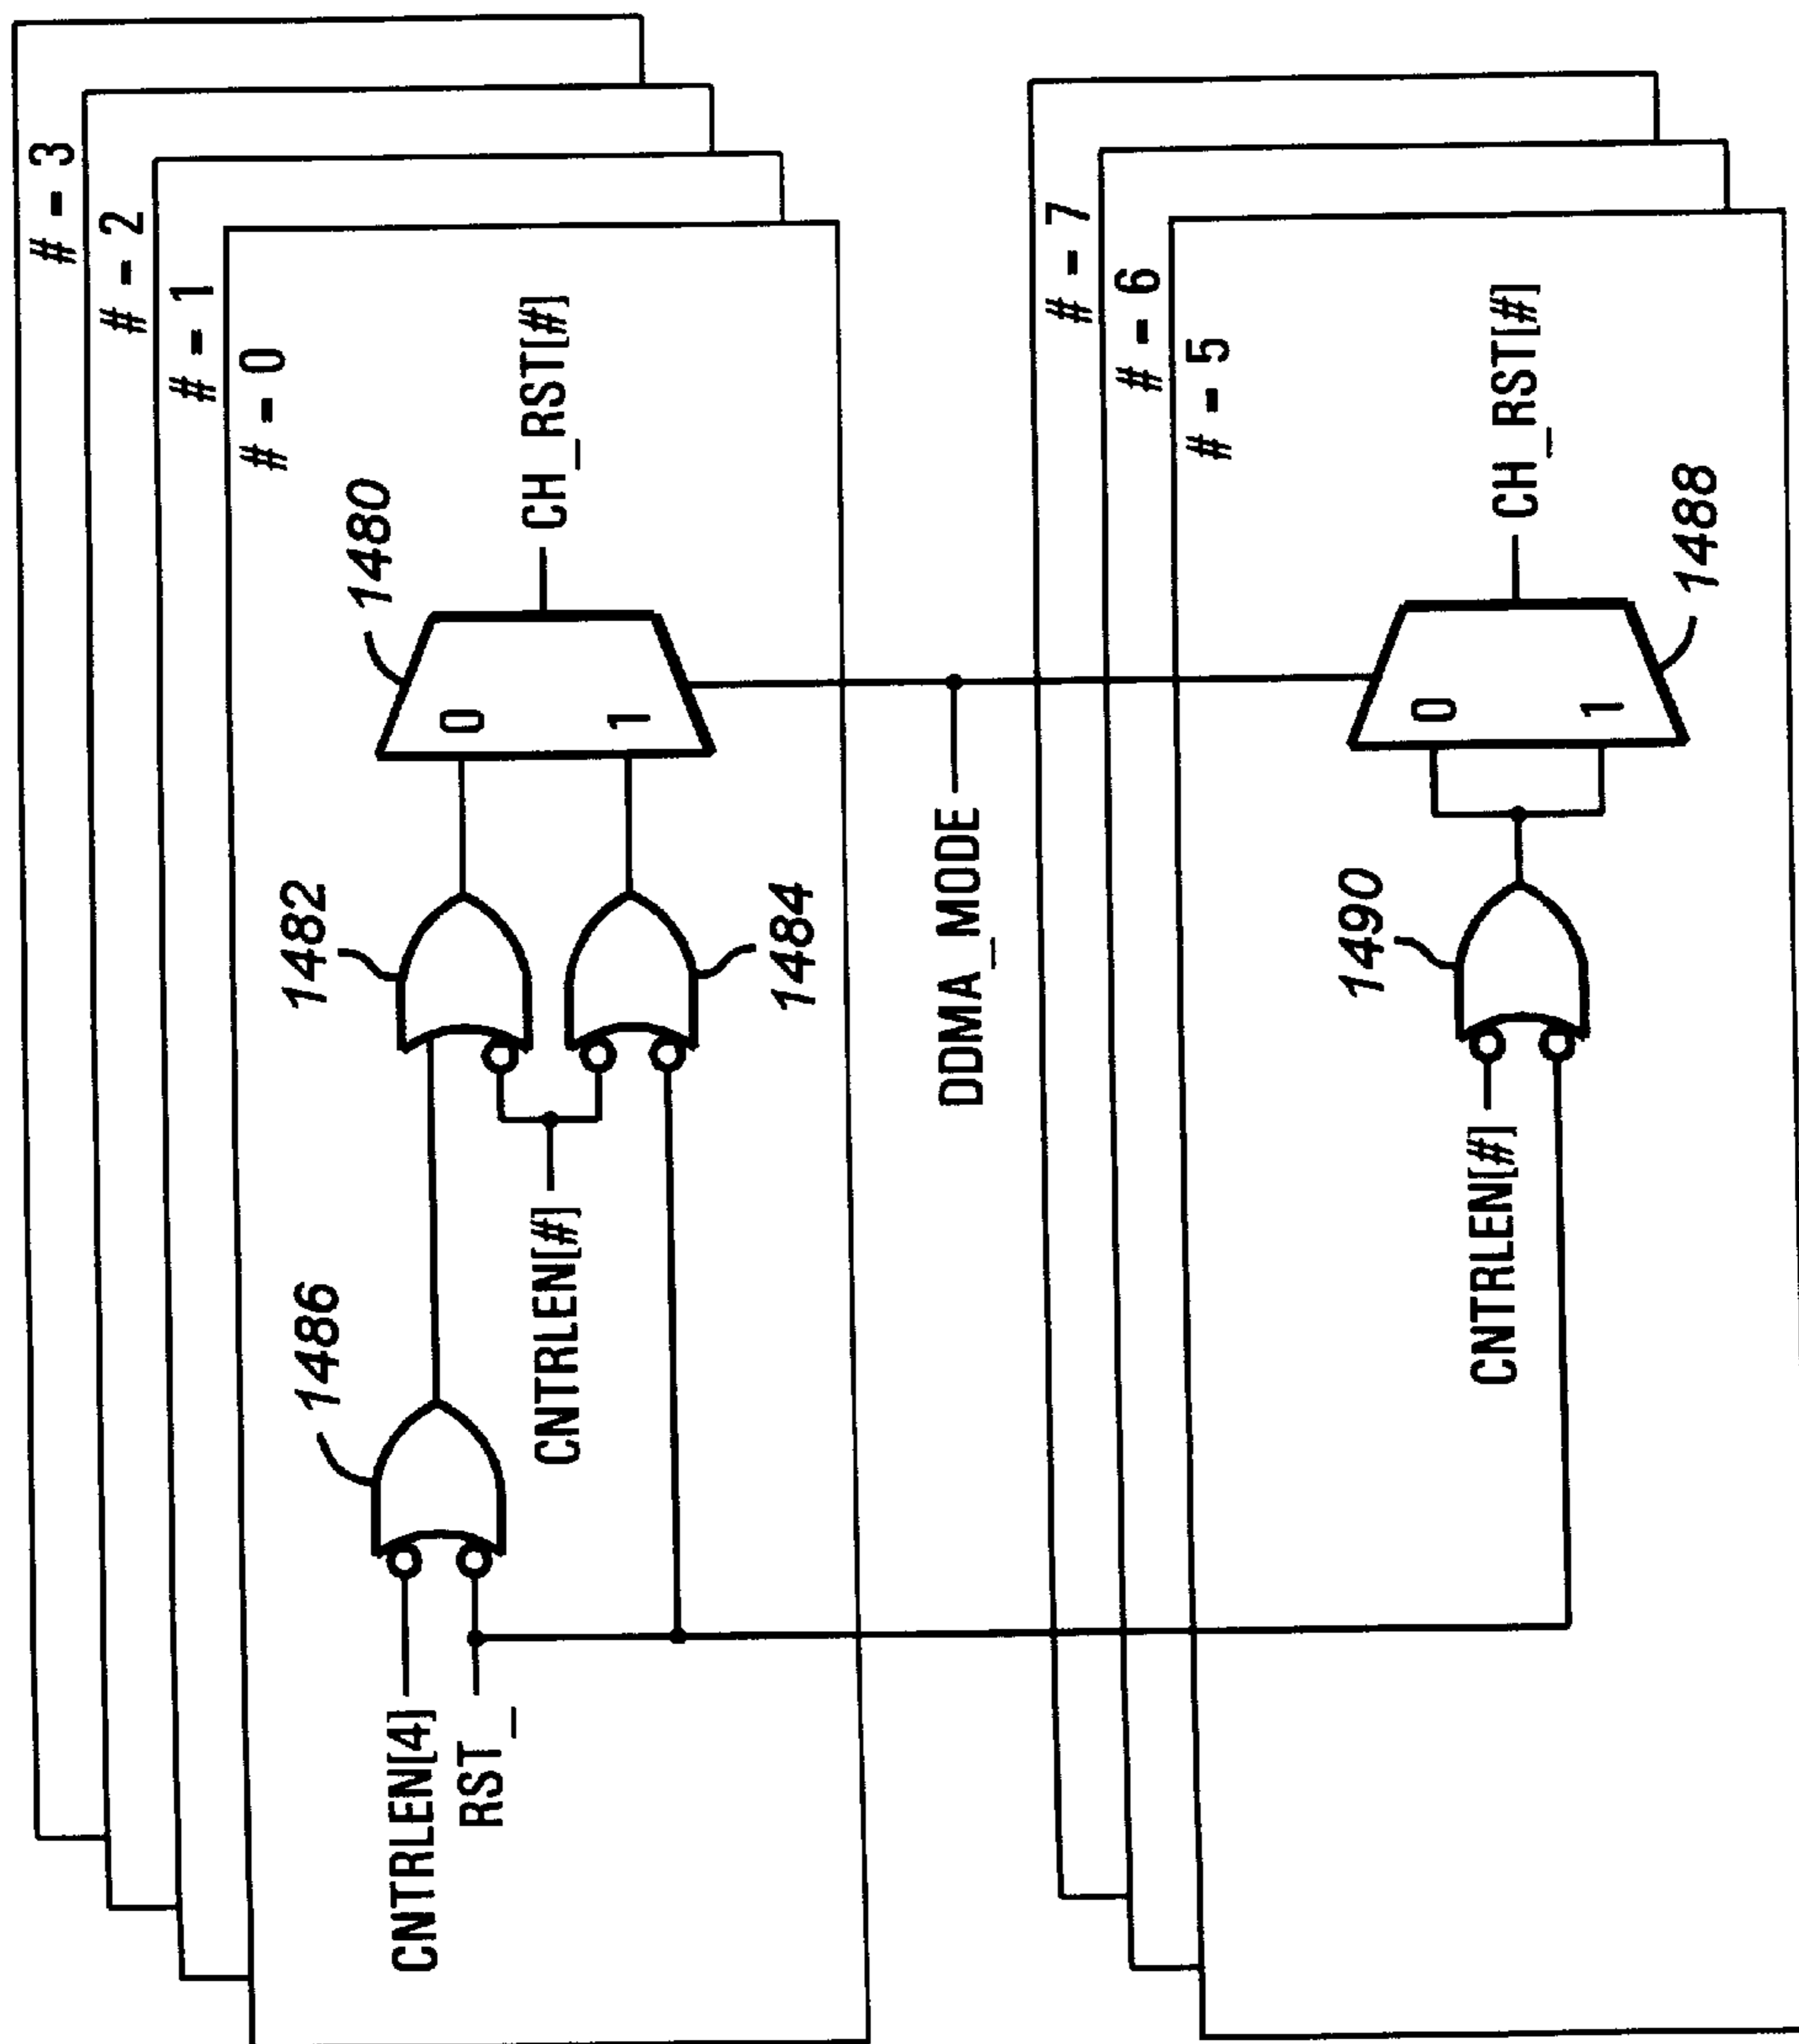 # - 3
# - 2
# - 1
# - 0
1480
CH_RST[#]
0
1
1482
1484
1486
CNTRLEN[#]
CNTRLEN[4]
RST_
DDMA_MODE
# - 7
# - 6
# - 5
CH_RST[#]
1488
0
1
1490
CNTRLEN[#]